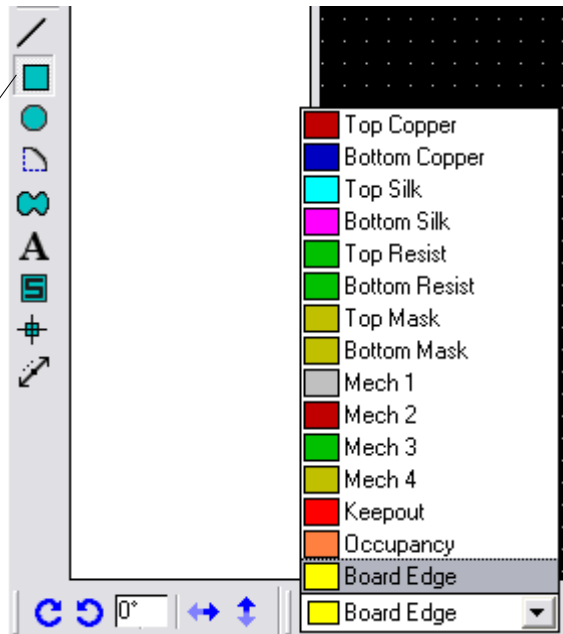 A
S
Top Copper
Bottom Copper
Top Silk
Bottom Silk
Top Resist
Bottom Resist
Top Mask
Bottom Mask
Mech 1
Mech 2
Mech 3
Mech 4
Keepout
Occupancy
Board Edge
0° Board Edge